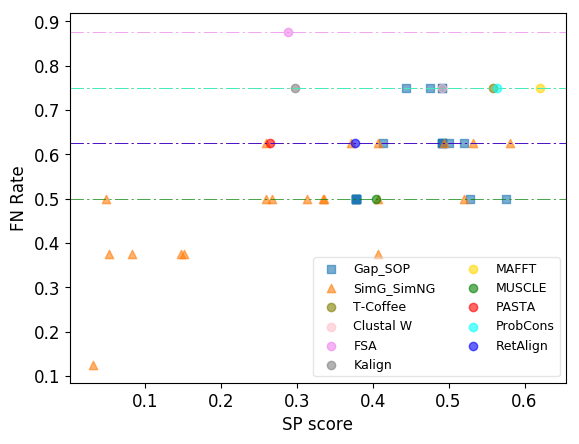 0.9
0.8
0.7
0.6
0.5
0.4
0.3
0.2
0.1
FN Rate
0.1
0.2
0.3
0.4
0.5
0.6
SP score
Gap_SOP
SimG_SimNG
T-Coffee
Clustal W
FSA
Kalign
MAFFT
MUSCLE
PASTA
ProbCons
RetAlign